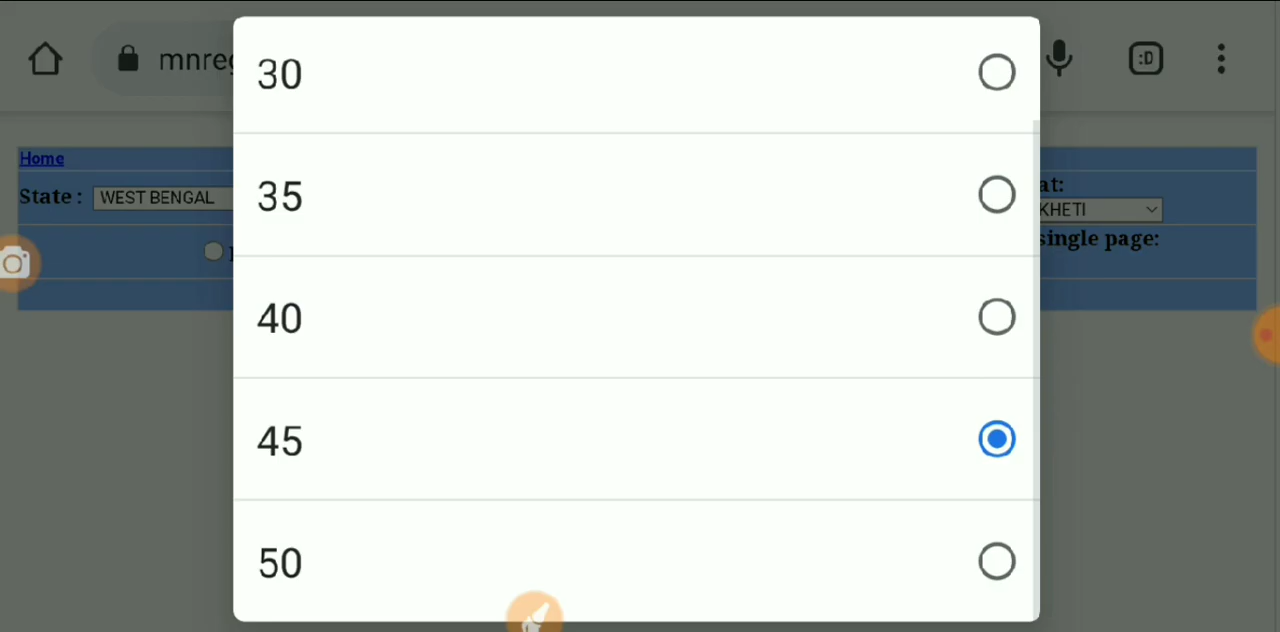 mnreg
:D
30
35
40
45
50
Home
State : WEST BENGAL
at:
KHETI
single page: